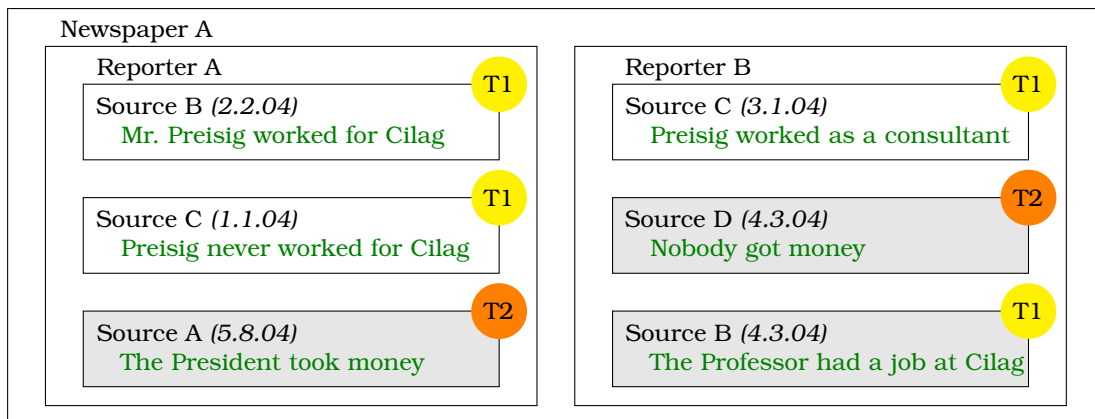 Newspaper A
Reporter A
T1
Source B (2.2.04)
Mr. Preisig worked for Cilag
T1
Source C (1.1.04)
Preisig never worked for Cilag
T2
Source A (5.8.04)
The President took money
Reporter B
T1
Source C (3.1.04)
Preisig worked as a consultant
T2
Source D (4.3.04)
Nobody got money
T1
Source B (4.3.04)
The Professor had a job at Cilag